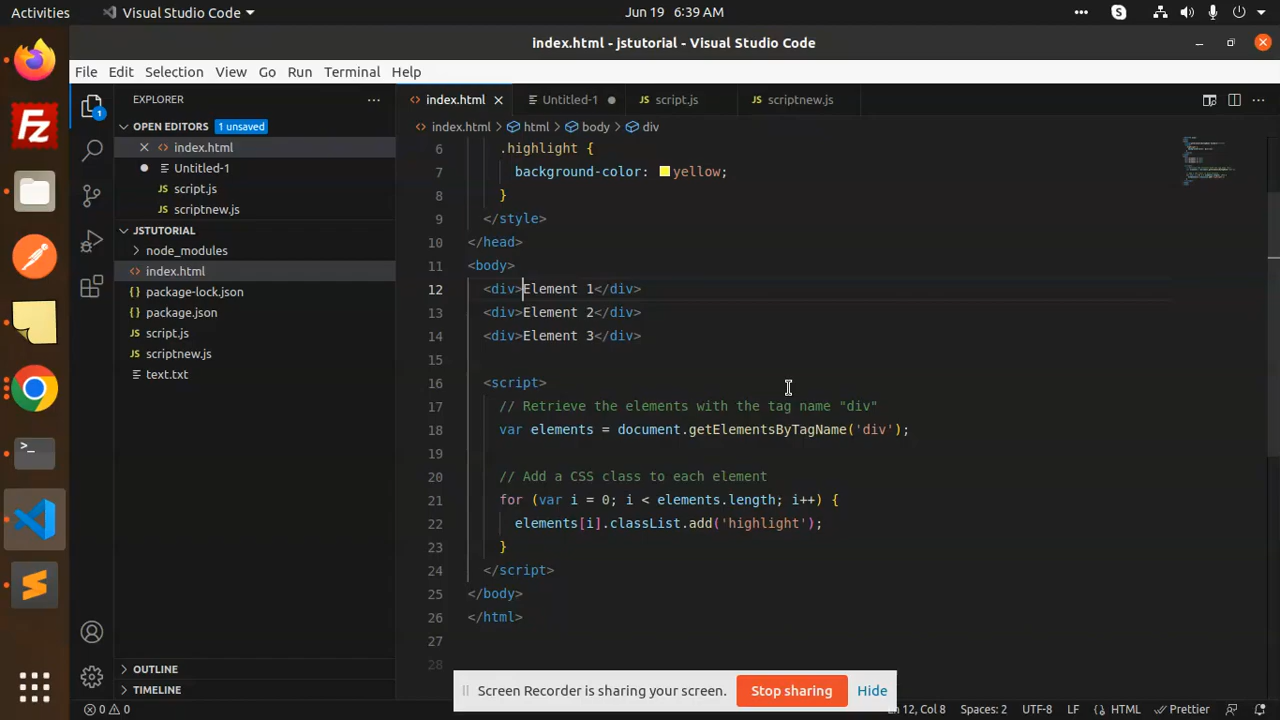 Activities
Visual Studio Code
Jun 19 6:39 AM
index.html - jstutorial - Visual Studio Code
File Edit Selection View Go Run Terminal Help
EXPLORER
OPEN EDITORS 1 unsaved
index.html
Untitled-1
script.js
scriptnew.js
JSTUTORIAL
node_modules
index.html
package-lock.json
package.json
script.js
scriptnew.js
text.txt
OUTLINE
TIMELINE
index.html Untitled-1 script.js scriptnew.js
index.html > html > body > div
6 .highlight {
7 background-color: yellow;
8 }
9 </style>
10 </head>
11 <body>
12 <div>Element 1</div>
13 <div>Element 2</div>
14 <div>Element 3</div>
15
16 <script>
17 // Retrieve the elements with the tag name "div"
18 var elements = document.getElementsByTagName('div');
19
20 // Add a CSS class to each element
21 for (var i = 0; i < elements.length; i++) {
22 elements[i].classList.add('highlight');
23 }
24 </script>
25 </body>
26 </html>
27
28
Screen Recorder is sharing your screen. Stop sharing Hide
0 0 Ln 12, Col 8 Spaces: 2 UTF-8 LF HTML Prettier